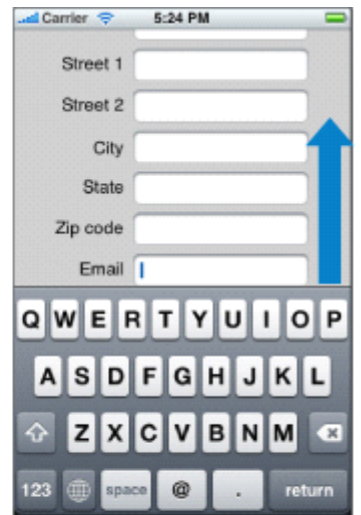 Carrier 5:24 PM
Street 1
Street 2
City
State
Zip code
Email
Q W E R T Y U I O P
A S D F G H J K L
Z X C V B N M
123 space @ . return